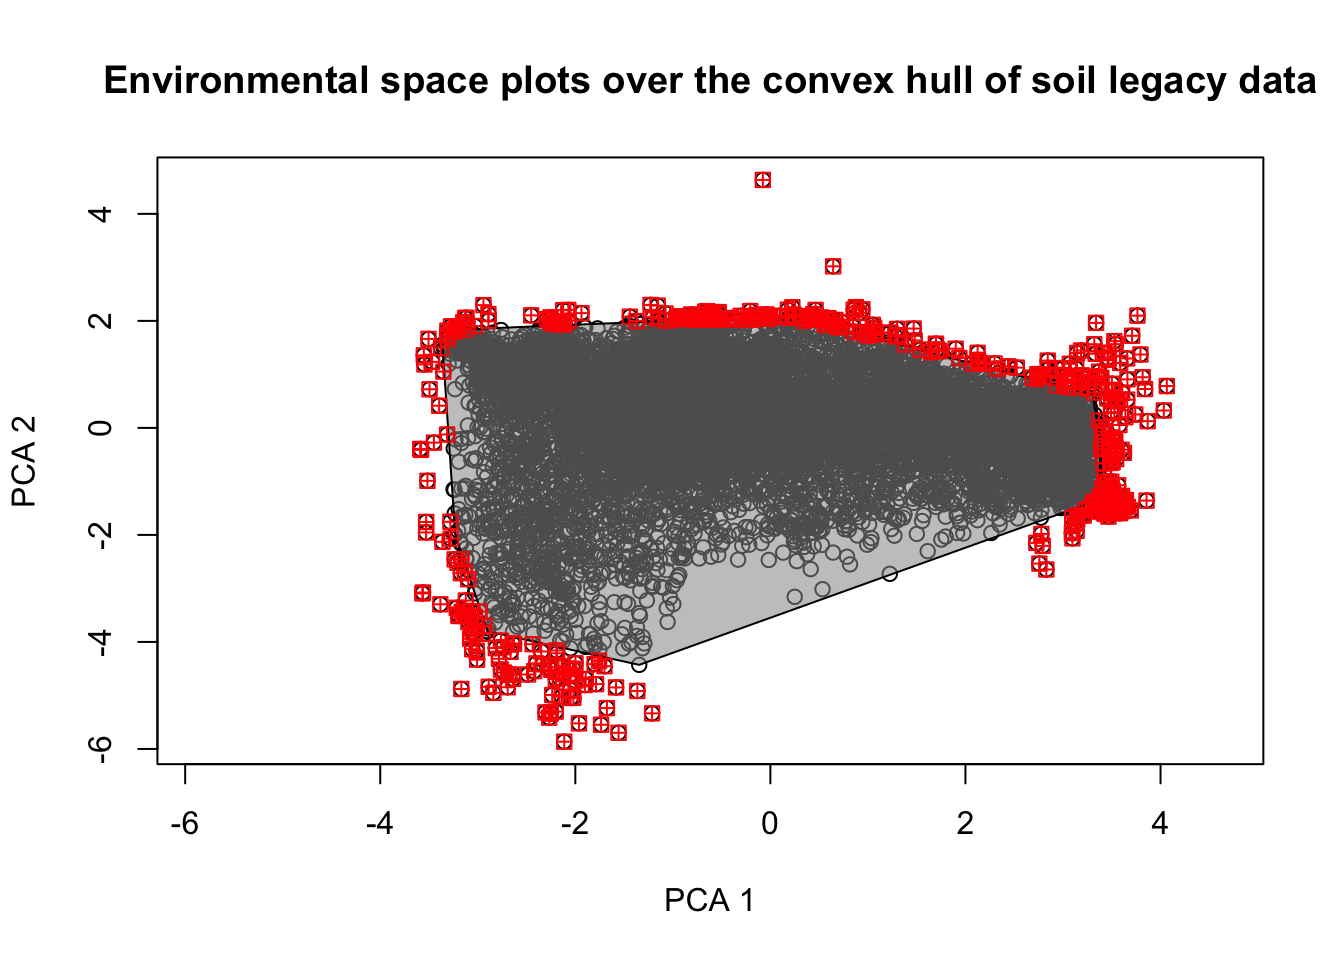 Environmental space plots over the convex hull of soil legacy data
4
2
0
-2
-4
-6
PCA 2
-6 -4 -2 0 2 4
PCA 1